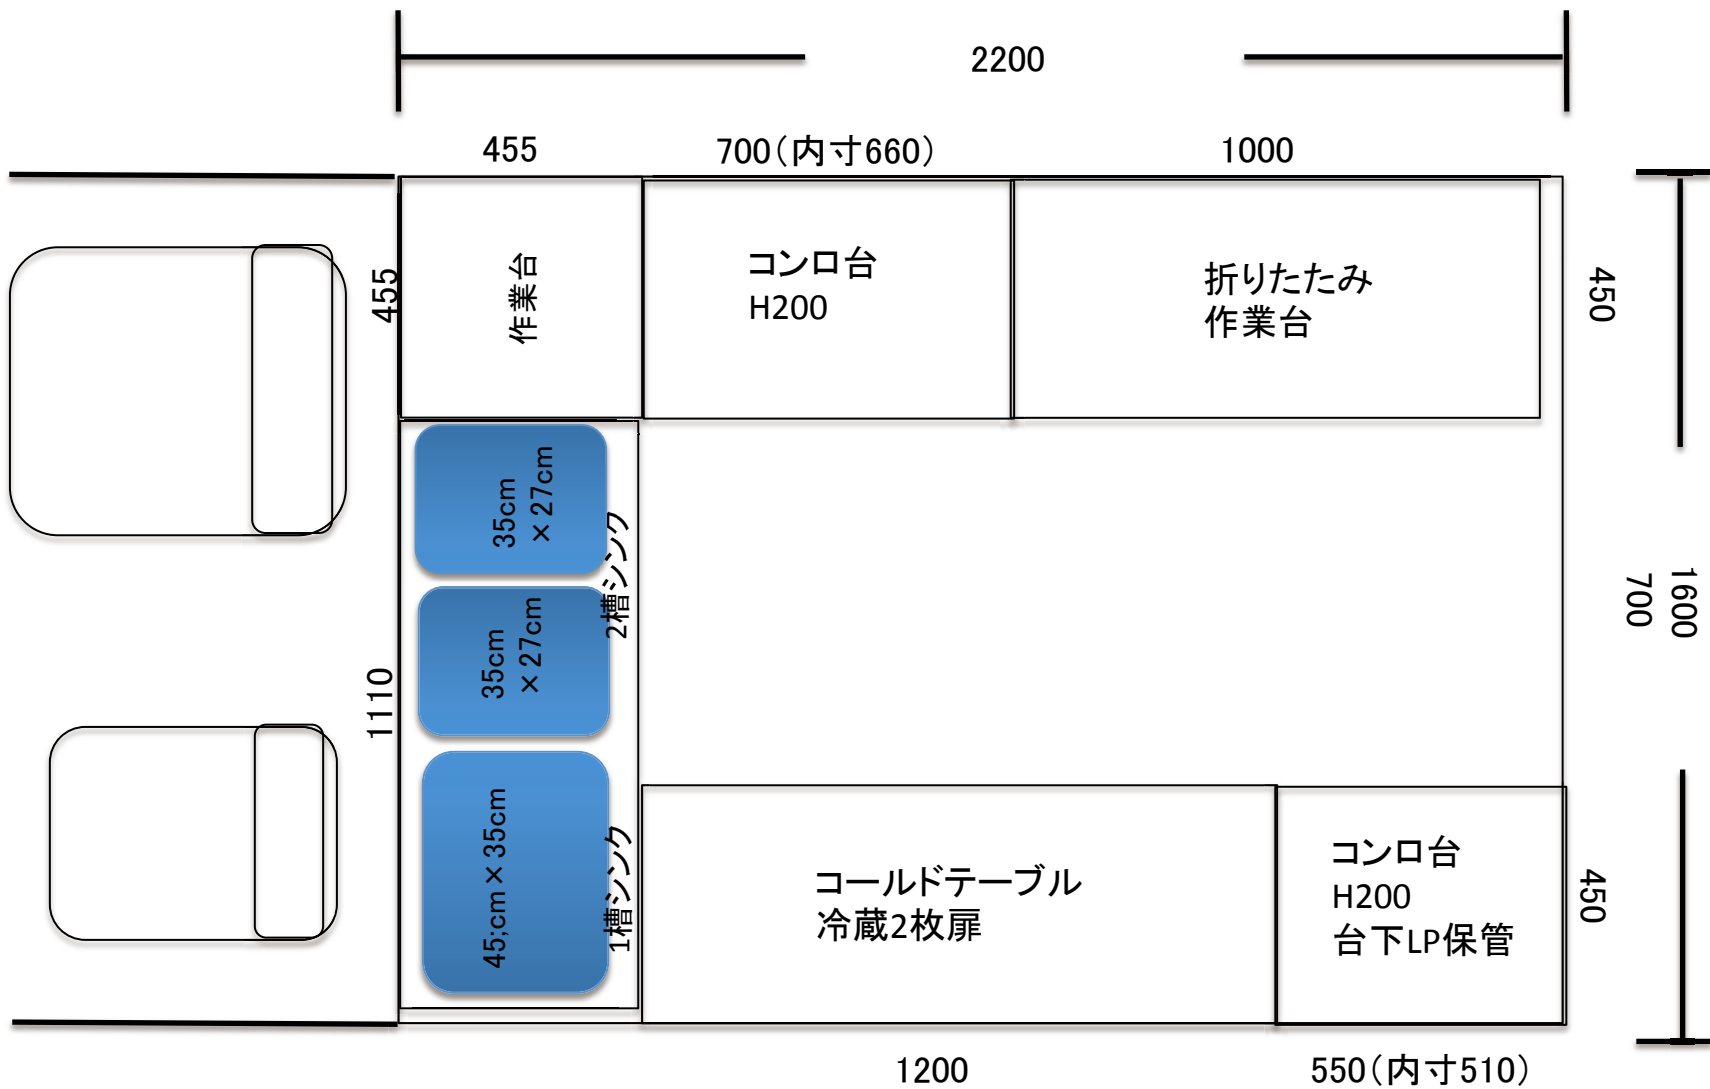 2200
455
700(内寸660)
1000
455
作業台
コンロ台
H200
折りたたみ
作業台
450
35cm
×27cm
2槽シンク
35cm
×27cm
1600
700
1110
45;cm×35cm
1槽シンク
コールドテーブル
冷蔵2枚扉
コンロ台
H200
台下LP保管
450
1200
550(内寸510)